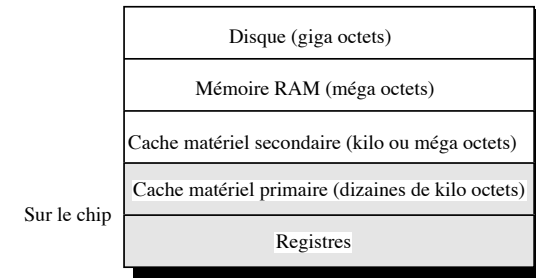 Disque (giga octets)
Mémoire RAM (méga octets)
Cache matériel secondaire (kilo ou méga octets)
Cache matériel primaire (dizaines de kilo octets)
Sur le chip
Registres